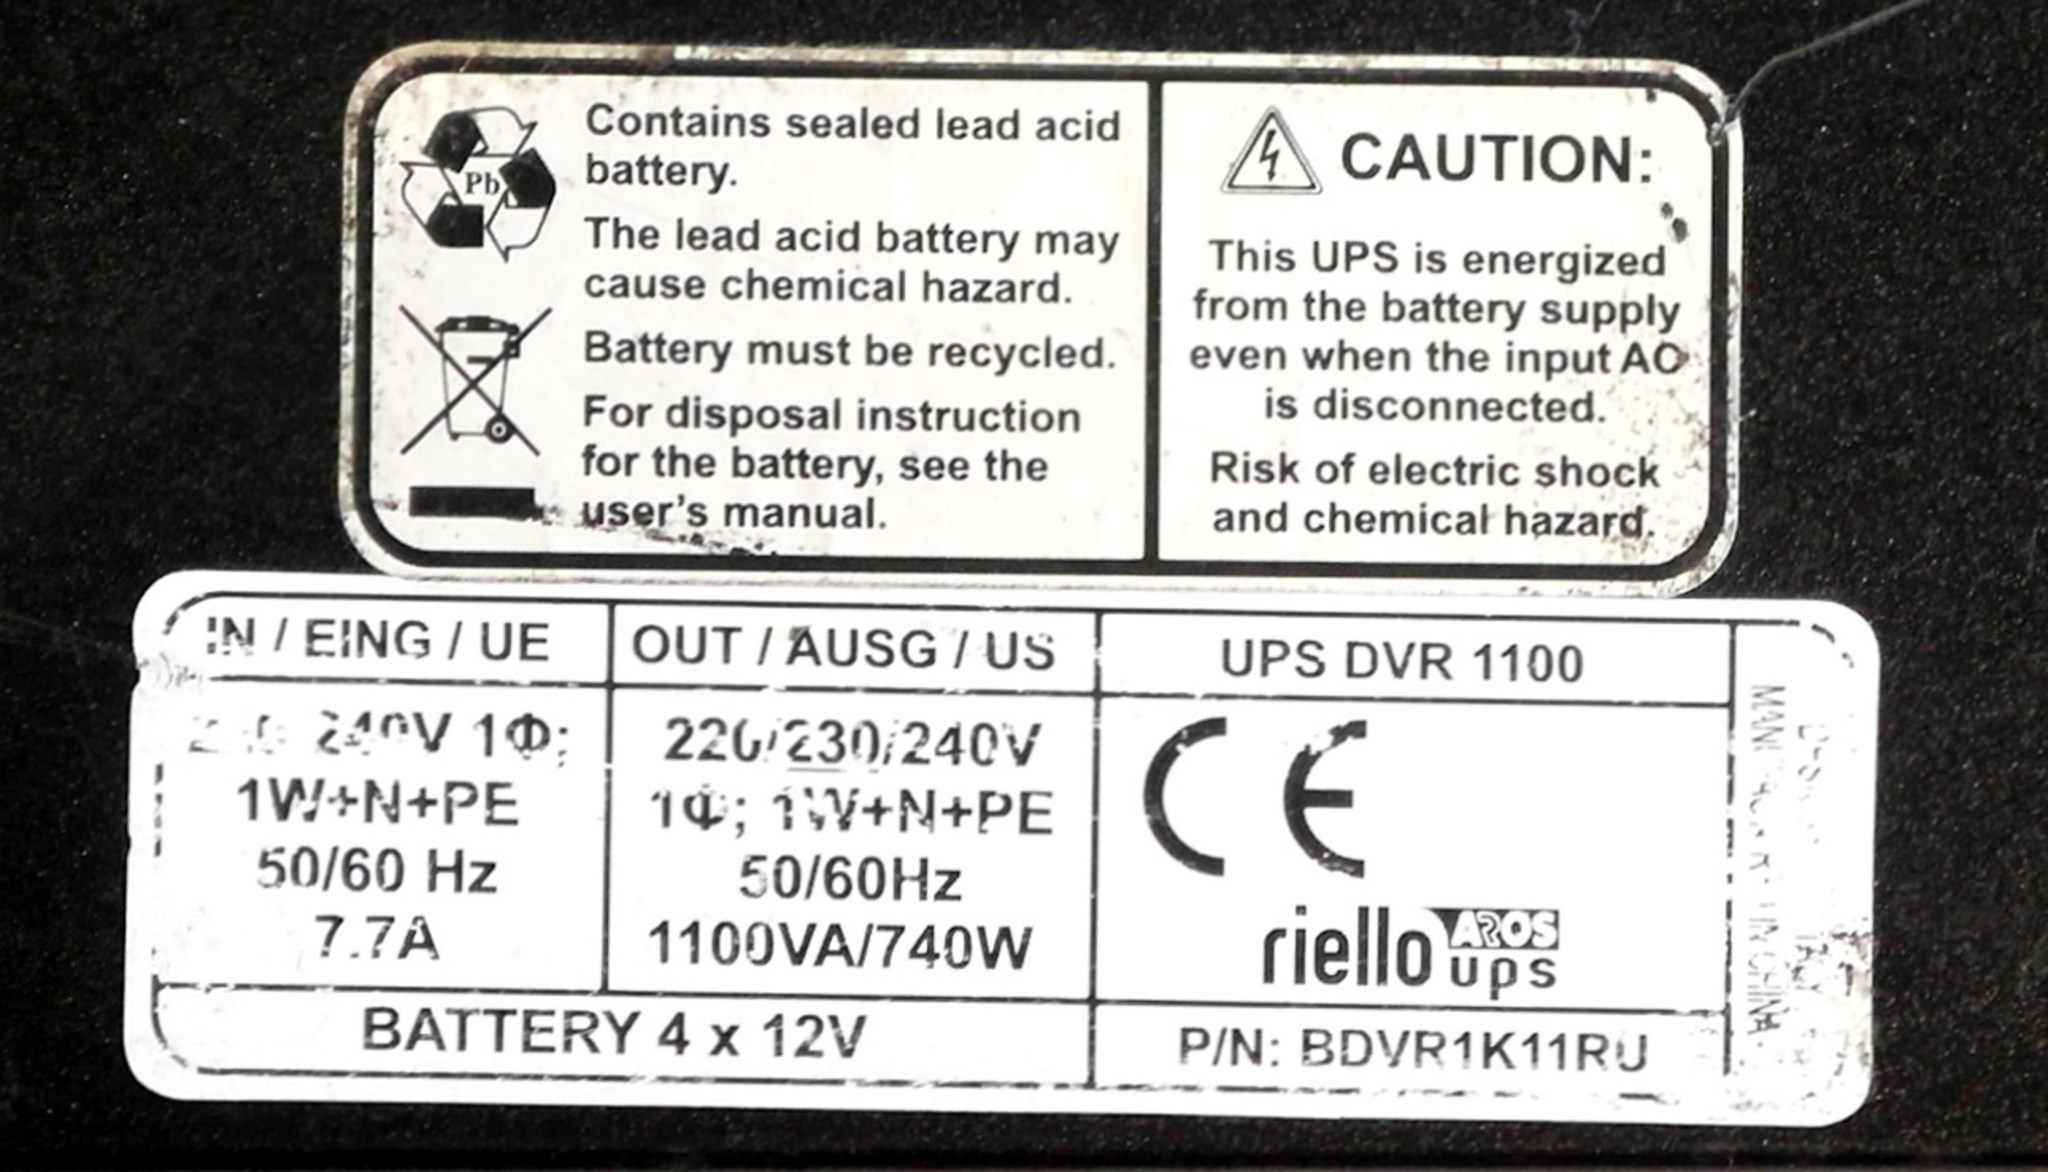 Pb
Contains sealed lead acid
battery.
The lead acid battery may
cause chemical hazard.
Battery must be recycled.
For disposal instruction
for the battery, see the
user's manual.
CAUTION:
This UPS is energized
from the battery supply
even when the input AC
is disconnected.
Risk of electric shock
and chemical hazard.
IN / EING / UE
240V 1Φ;
1W+N+PE
50/60 Hz
7.7A
OUT / AUSG / US
220/230/240V
1Φ; 1W+N+PE
50/60Hz
1100VA/740W
BATTERY 4 x 12V
UPS DVR 1100
CE
riello AROS
ups
P/N: BDVR1K11RU
IN CHINA